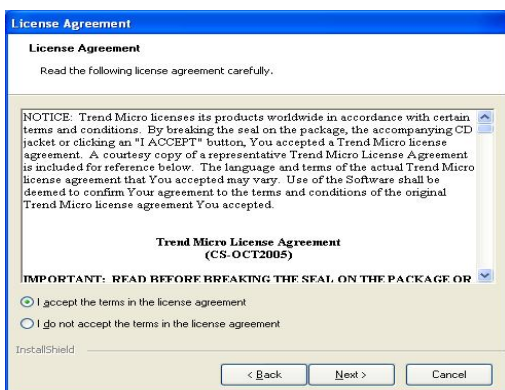 License Agreement
License Agreement
Read the following license agreement carefully.
NOTICE: Trend Micro licenses its products worldwide in accordance with certain
terms and conditions. By breaking the seal on the package, the accompanying CD
jacket or clicking an "I ACCEPT" button, You accepted a Trend Micro license
agreement. A courtesy copy of a representative Trend Micro License Agreement
is included for reference below. The language and terms of the actual Trend Micro
license agreement that You accepted may vary. Use of the Software shall be
deemed to confirm Your agreement to the terms and conditions of the original
Trend Micro license agreement You accepted.
Trend Micro License Agreement
(CS-OCT2005)
IMPORTANT: READ BEFORE BREAKING THE SEAL ON THE PACKAGE OR
I accept the terms in the license agreement
I do not accept the terms in the license agreement
InstallShield
< Back
Next >
Cancel